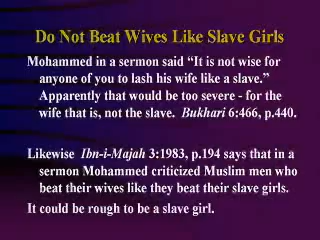 Do Not Beat Wives Like Slave Girls
Mohammed in a sermon said “It is not wise for
anyone of you to lash his wife like a slave.”
Apparently that would be too severe - for the
wife that is, not the slave. Bukhari 6:466, p.440.
Likewise Ibn-i-Majah 3:1983, p.194 says that in a
sermon Mohammed criticized Muslim men who
beat their wives like they beat their slave girls.
It could be rough to be a slave girl.